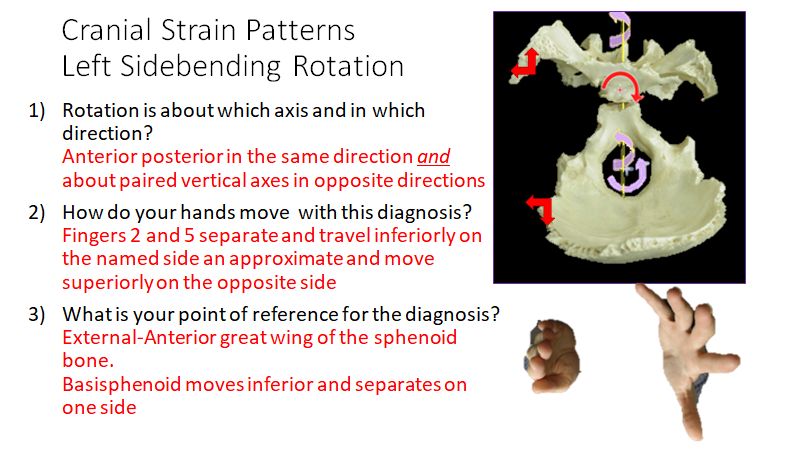 Cranial Strain Patterns
Left Sidebending Rotation
1) Rotation is about which axis and in which
direction?
Anterior posterior in the same direction and
about paired vertical axes in opposite directions
2) How do your hands move with this diagnosis?
Fingers 2 and 5 separate and travel inferiorly on
the named side an approximate and move
superiorly on the opposite side
3) What is your point of reference for the diagnosis?
External-Anterior great wing of the sphenoid
bone.
Basisphenoid moves inferior and separates on
one side